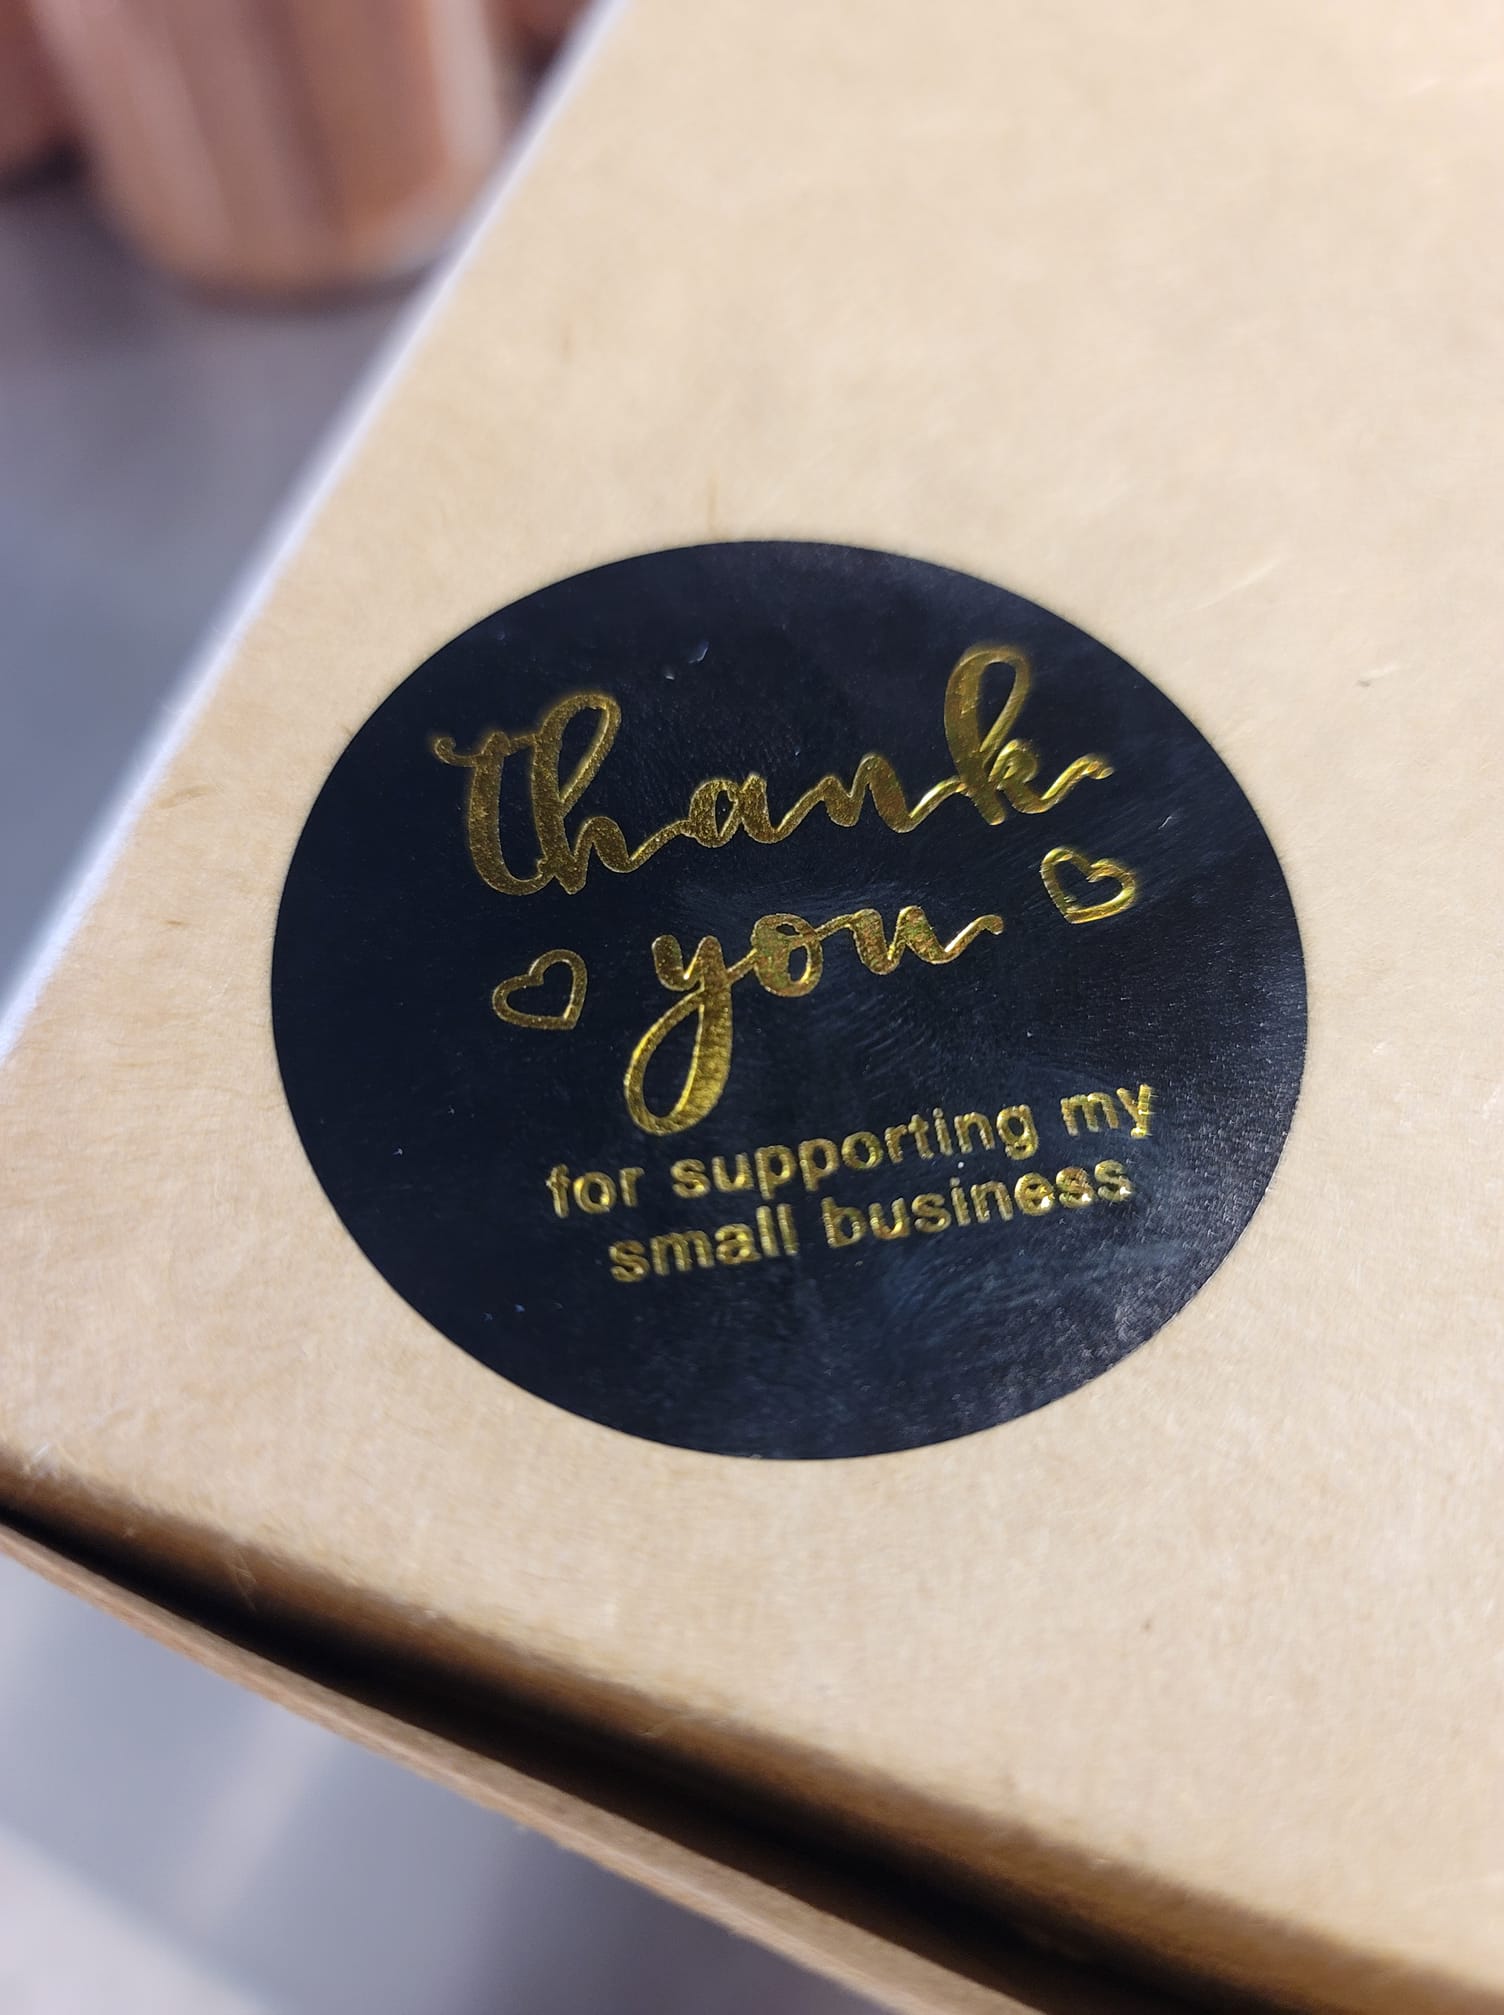 thank
you
for supporting my
small business